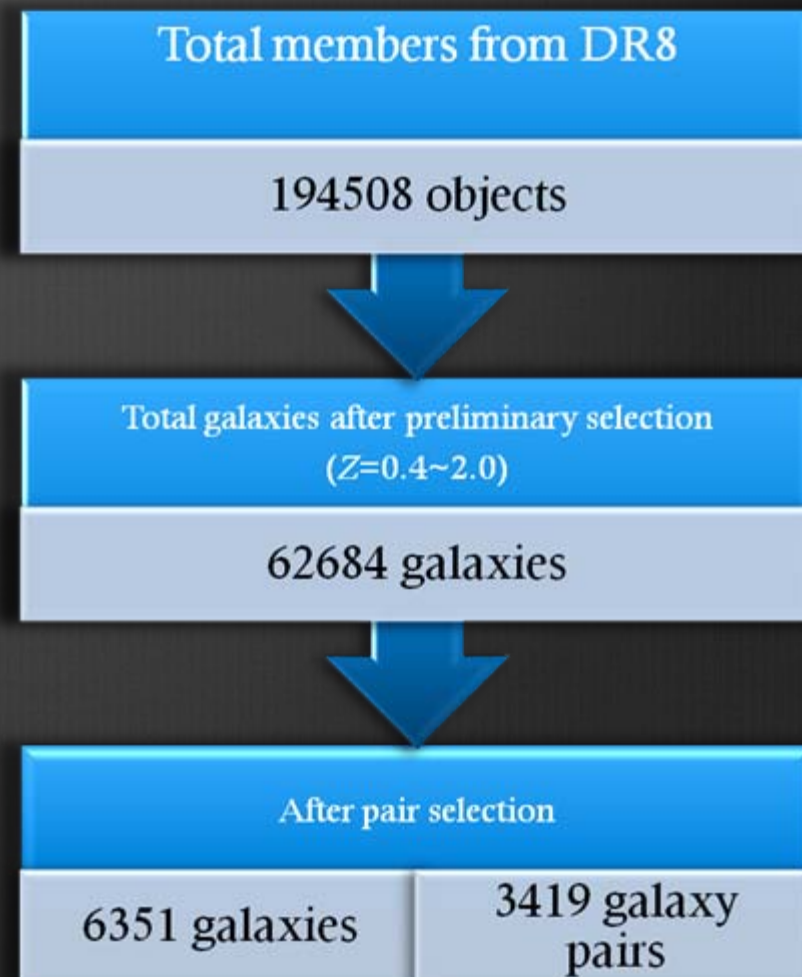 Total members from DR8
194508 objects
Total galaxies after preliminary selection
(Z=0.4~2.0)
62684 galaxies
After pair selection
6351 galaxies
3419 galaxy
pairs